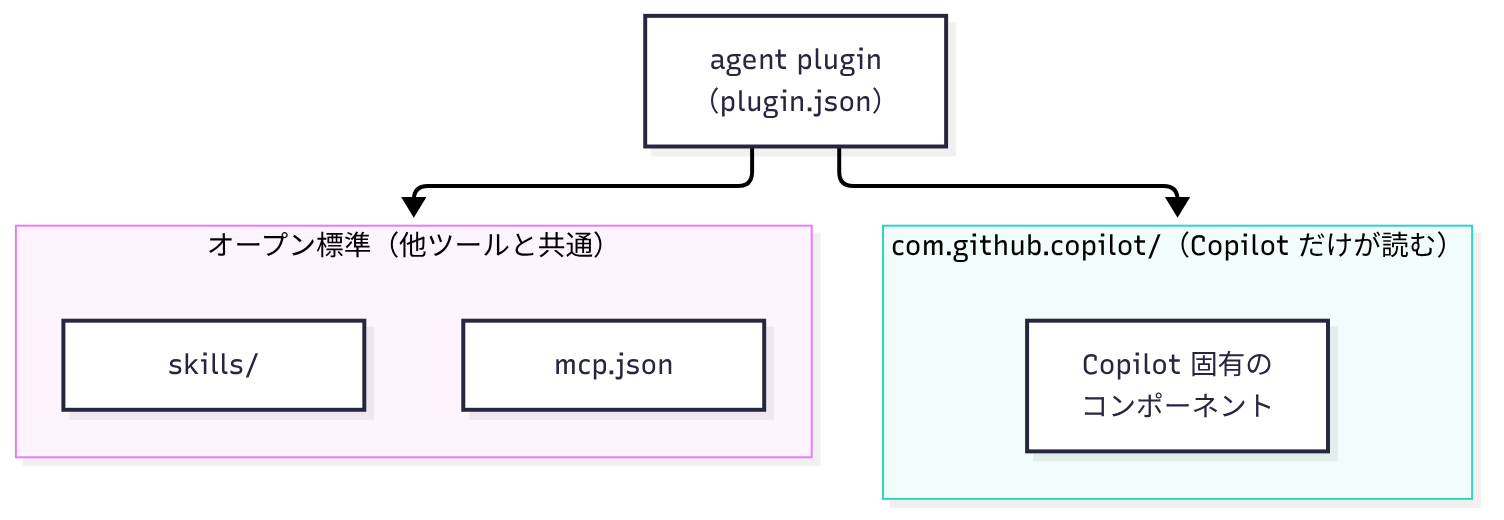 agent plugin
（plugin.json）
オープン標準（他ツールと共通）
skills/
mcp.json
com.github.copilot/（Copilot だけが読む）
Copilot 固有の
コンポーネント